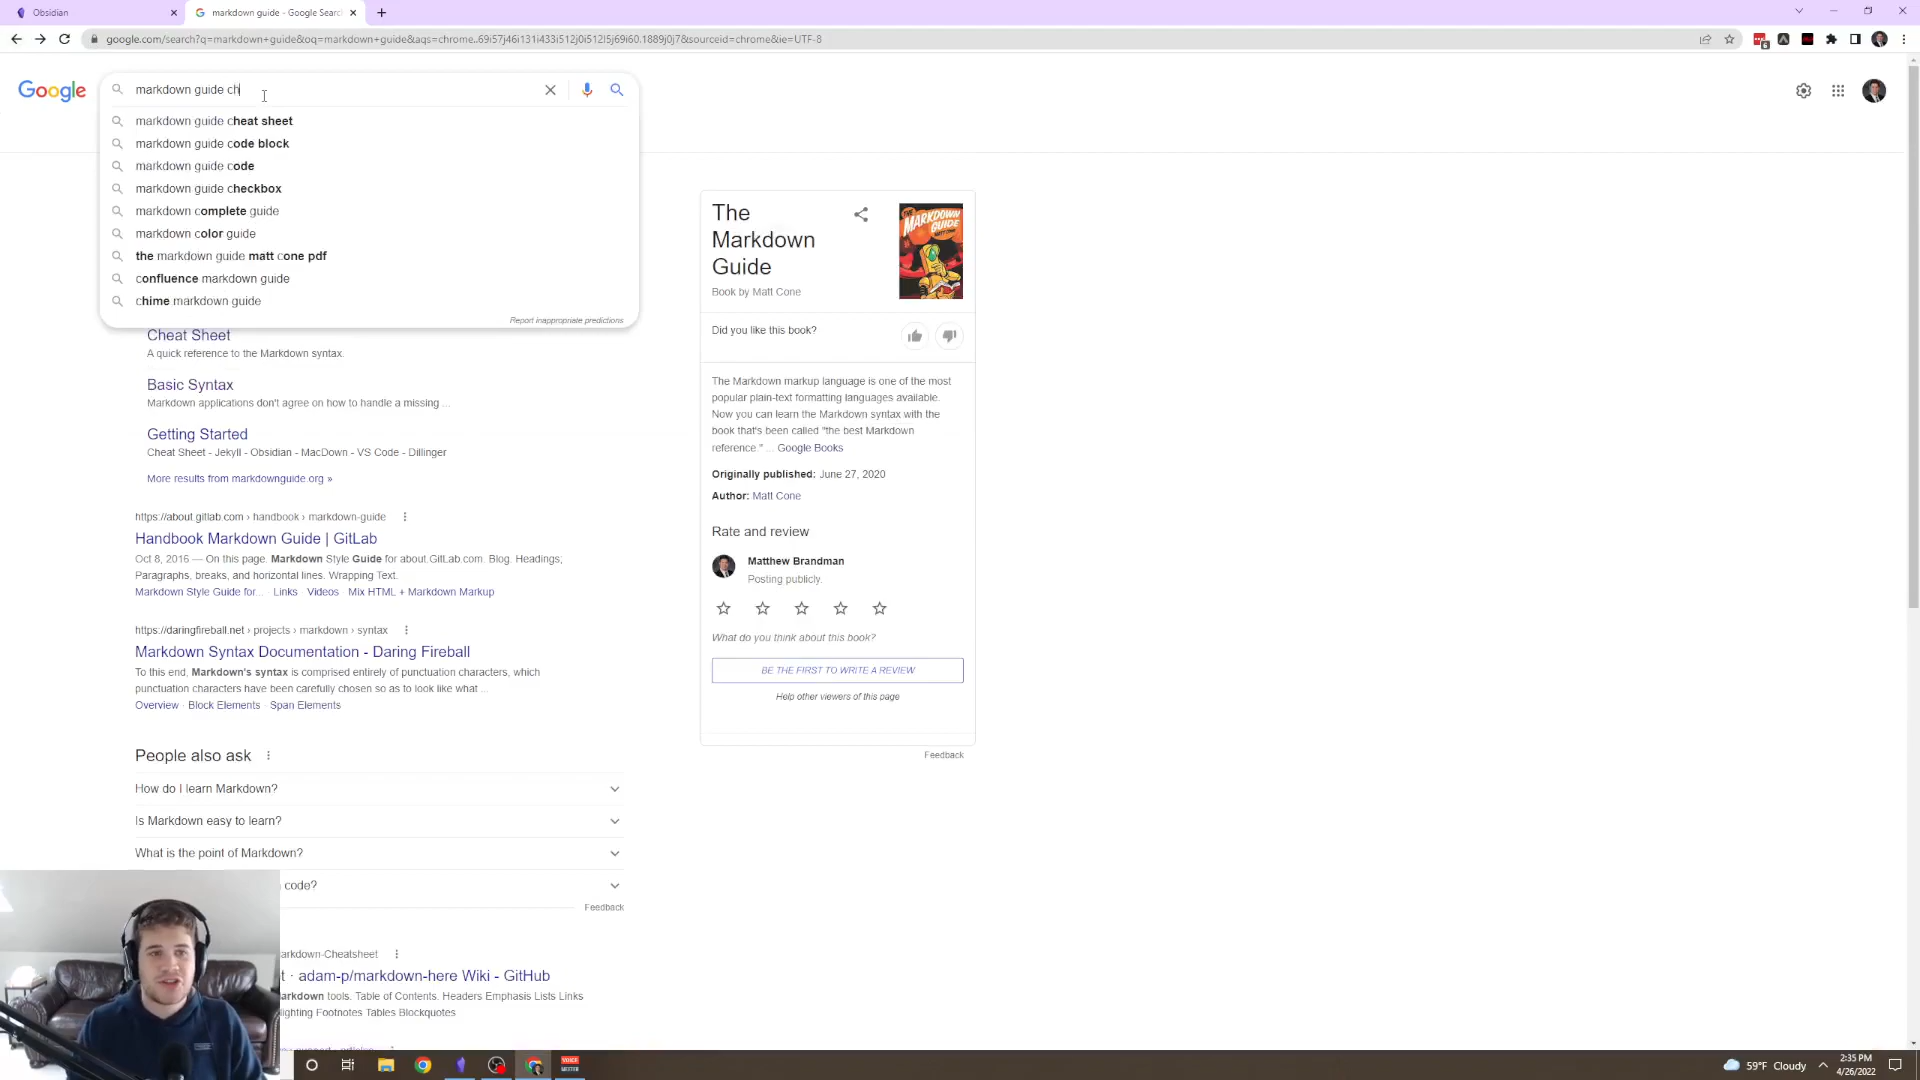 Obsidian
markdown guide - Google Searc
google.com/search?q=markdown+guide&oq=markdown+guide&aqs=chrome..69i57j46i131i433i512j0i512l5j69i60.1889j0j7&sourceid=chrome&ie=UTF-8
6
Google
markdown guide ch
markdown guide cheat sheet
markdown guide code block
markdown guide code
markdown guide checkbox
markdown complete guide
markdown color guide
the markdown guide matt cone pdf
confluence markdown guide
chime markdown guide
Report inappropriate predictions
Cheat Sheet
A quick reference to the Markdown syntax.
Basic Syntax
Markdown applications don't agree on how to handle a missing ...
Getting Started
Cheat Sheet - Jekyll - Obsidian - MacDown - VS Code - Dillinger
More results from markdownguide.org »
https://about.gitlab.com › handbook › markdown-guide
Handbook Markdown Guide | GitLab
Oct 8, 2016 — On this page. Markdown Style Guide for about.GitLab.com. Blog. Headings;
Paragraphs, breaks, and horizontal lines. Wrapping Text.
Markdown Style Guide for... · Links · Videos · Mix HTML + Markdown Markup
https://daringfireball.net › projects › markdown › syntax
Markdown Syntax Documentation - Daring Fireball
To this end, Markdown's syntax is comprised entirely of punctuation characters, which
punctuation characters have been carefully chosen so as to look like what ...
Overview · Block Elements · Span Elements
People also ask
How do I learn Markdown?
Is Markdown easy to learn?
What is the point of Markdown?
code?
Feedback
arkdown-Cheatsheet
t · adam-p/markdown-here Wiki - GitHub
arkdown tools. Table of Contents. Headers Emphasis Lists Links
lighting Footnotes Tables Blockquotes
The
Markdown
Guide
Book by Matt Cone
THE
MARKDOWN
GUIDE
MATT CONE
Did you like this book?
The Markdown markup language is one of the most
popular plain-text formatting languages available.
Now you can learn the Markdown syntax with the
book that's been called "the best Markdown
reference." ... Google Books
Originally published: June 27, 2020
Author: Matt Cone
Rate and review
Matthew Brandman
Posting publicly.
What do you think about this book?
BE THE FIRST TO WRITE A REVIEW
Help other viewers of this page
Feedback
VOICE
MEETER
59°F Cloudy
2:35 PM
4/26/2022